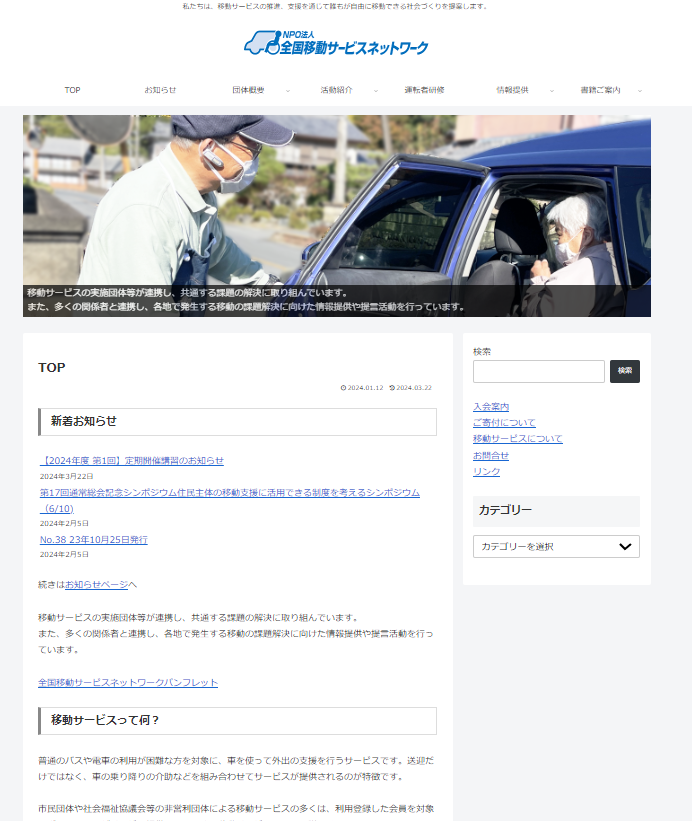 私たちは、移動サービスの推進、支援を通じて誰もが自由に移動できる社会づくりを提案します。
NPO法人
全国移動サービスネットワーク
TOP お知らせ 団体概要 活動紹介 運転者研修 情報提供 書籍ご案内
移動サービスの実施団体等が連携し、共通する課題の解決に取り組んでいます。
また、多くの関係者と連携し、各地で発生する移動の課題解決に向けた情報提供や提言活動を行っています。
TOP
2024.01.12 2024.03.22
新着お知らせ
【2024年度 第1回】定期開催講習のお知らせ
2024年3月22日
第17回通常総会記念シンポジウム住民主体の移動支援に活用できる制度を考えるシンポジウム
（6/10）
2024年2月5日
No.38 23年10月25日発行
2024年2月5日
続きはお知らせページへ
移動サービスの実施団体等が連携し、共通する課題の解決に取り組んでいます。
また、多くの関係者と連携し、各地で発生する移動の課題解決に向けた情報提供や提言活動を行っ
ています。
全国移動サービスネットワークパンフレット
移動サービスって何？
普通のバスや電車の利用が困難な方を対象に、車を使って外出の支援を行うサービスです。送迎だ
けではなく、車の乗り降りの介助などを組み合わせてサービスが提供されるのが特徴です。
市民団体や社会福祉協議会等の非営利団体による移動サービスの多くは、利用登録した会員を対象
検索
検索
入会案内
ご寄付について
移動サービスについて
お問合せ
リンク
カテゴリー
カテゴリーを選択